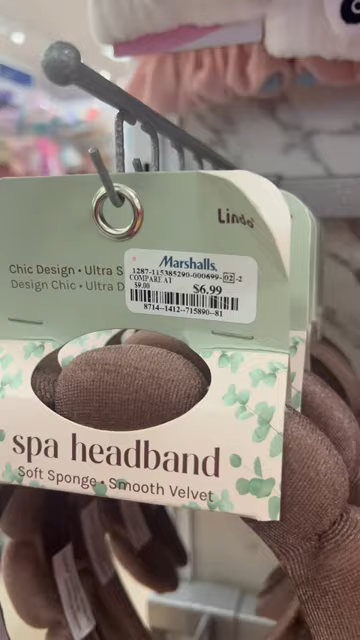 Linda
Chic Design • Ultra S
Design Chic • Ultra D
Marshalls.
1287-115385290-000699-02-2
COMPARE AT
$9.00
$6.99
8714--1412--715890--81
spa headband
Soft Sponge • Smooth Velvet